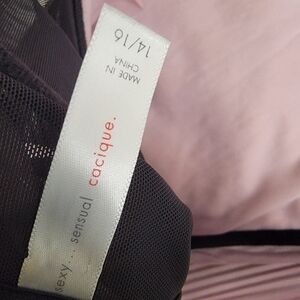 sexy... sensual cacique.
MADE IN
CHINA
14/16